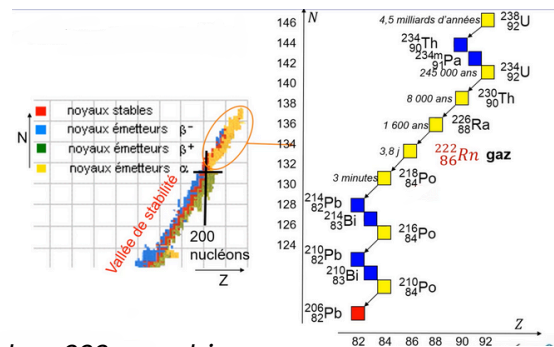 N
noyaux stables
noyaux émetteurs β⁻
noyaux émetteurs β⁺
noyaux émetteurs α
Vallée de stabilité
200
nucléons
Z
N
146
144
143
140
138
136
134
132
130
128
126
124
4,5 milliards d'années
²³⁸₉₂U
²³⁴₉₀Th
²³⁴ᵐ₉₁Pa
245 000 ans
²³⁴₉₂U
8 000 ans
²³⁰₉₀Th
1 600 ans
²²⁶₈₈Ra
3,8 j
²²²₈₆Rn gaz
3 minutes
²¹⁸₈₄Po
²¹⁴₈₂Pb
²¹⁴₈₃Bi
²¹⁶₈₄Po
²¹⁰₈₂Pb
²¹⁰₈₃Bi
²¹⁰₈₄Po
²⁰⁶₈₂Pb
Z
82 84 86 88 90 92